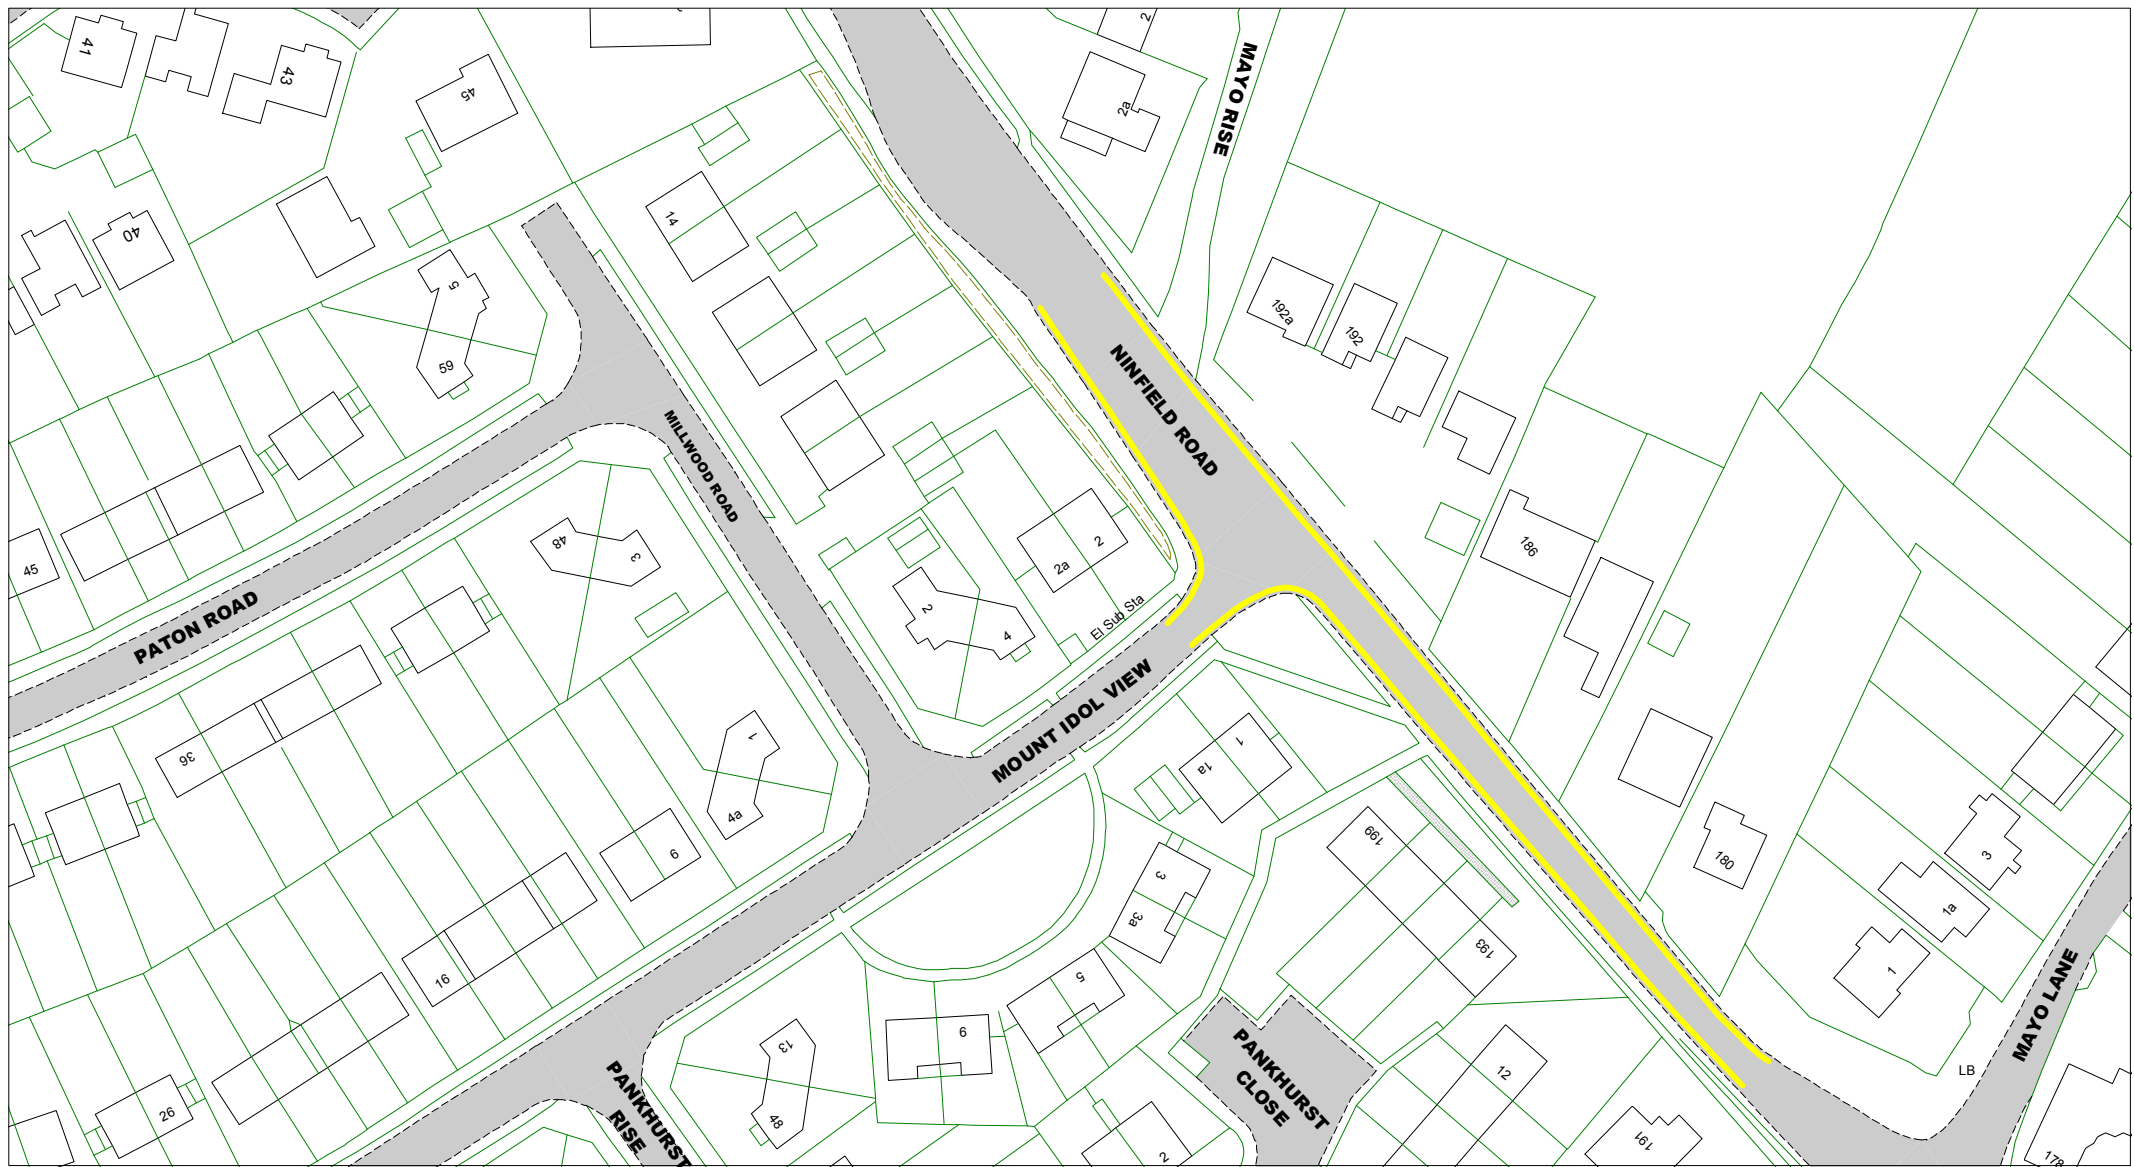 41
43
45
2
2a
MAYO RISE
40
14
5
59
192a
192
NINFIELD ROAD
MILLWOOD ROAD
45
48
3
2a
2
186
PATON ROAD
2
4
El Sub Sta
MOUNT IDOL VIEW
36
1
4a
1
1a
9
199
180
3
3
3a
16
193
1a
1
5
MAYO LANE
6
13
48
26
PANKHURST
RISE
PANKHURST
CLOSE
12
LB
191
2
178